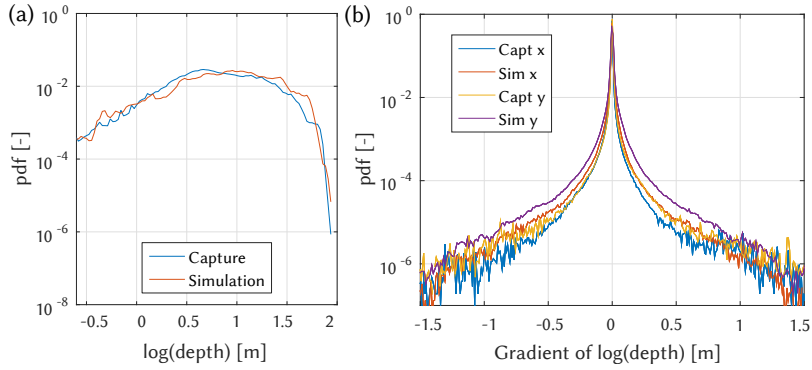 (a)
10^0
10^-2
10^-4
10^-6
10^-8
pdf [-]
-0.5 0 0.5 1 1.5 2
log(depth) [m]
Capture
Simulation
(b)
10^0
10^-2
10^-4
10^-6
pdf [-]
-1.5 -1 -0.5 0 0.5 1 1.5
Gradient of log(depth) [m]
Capt x
Sim x
Capt y
Sim y